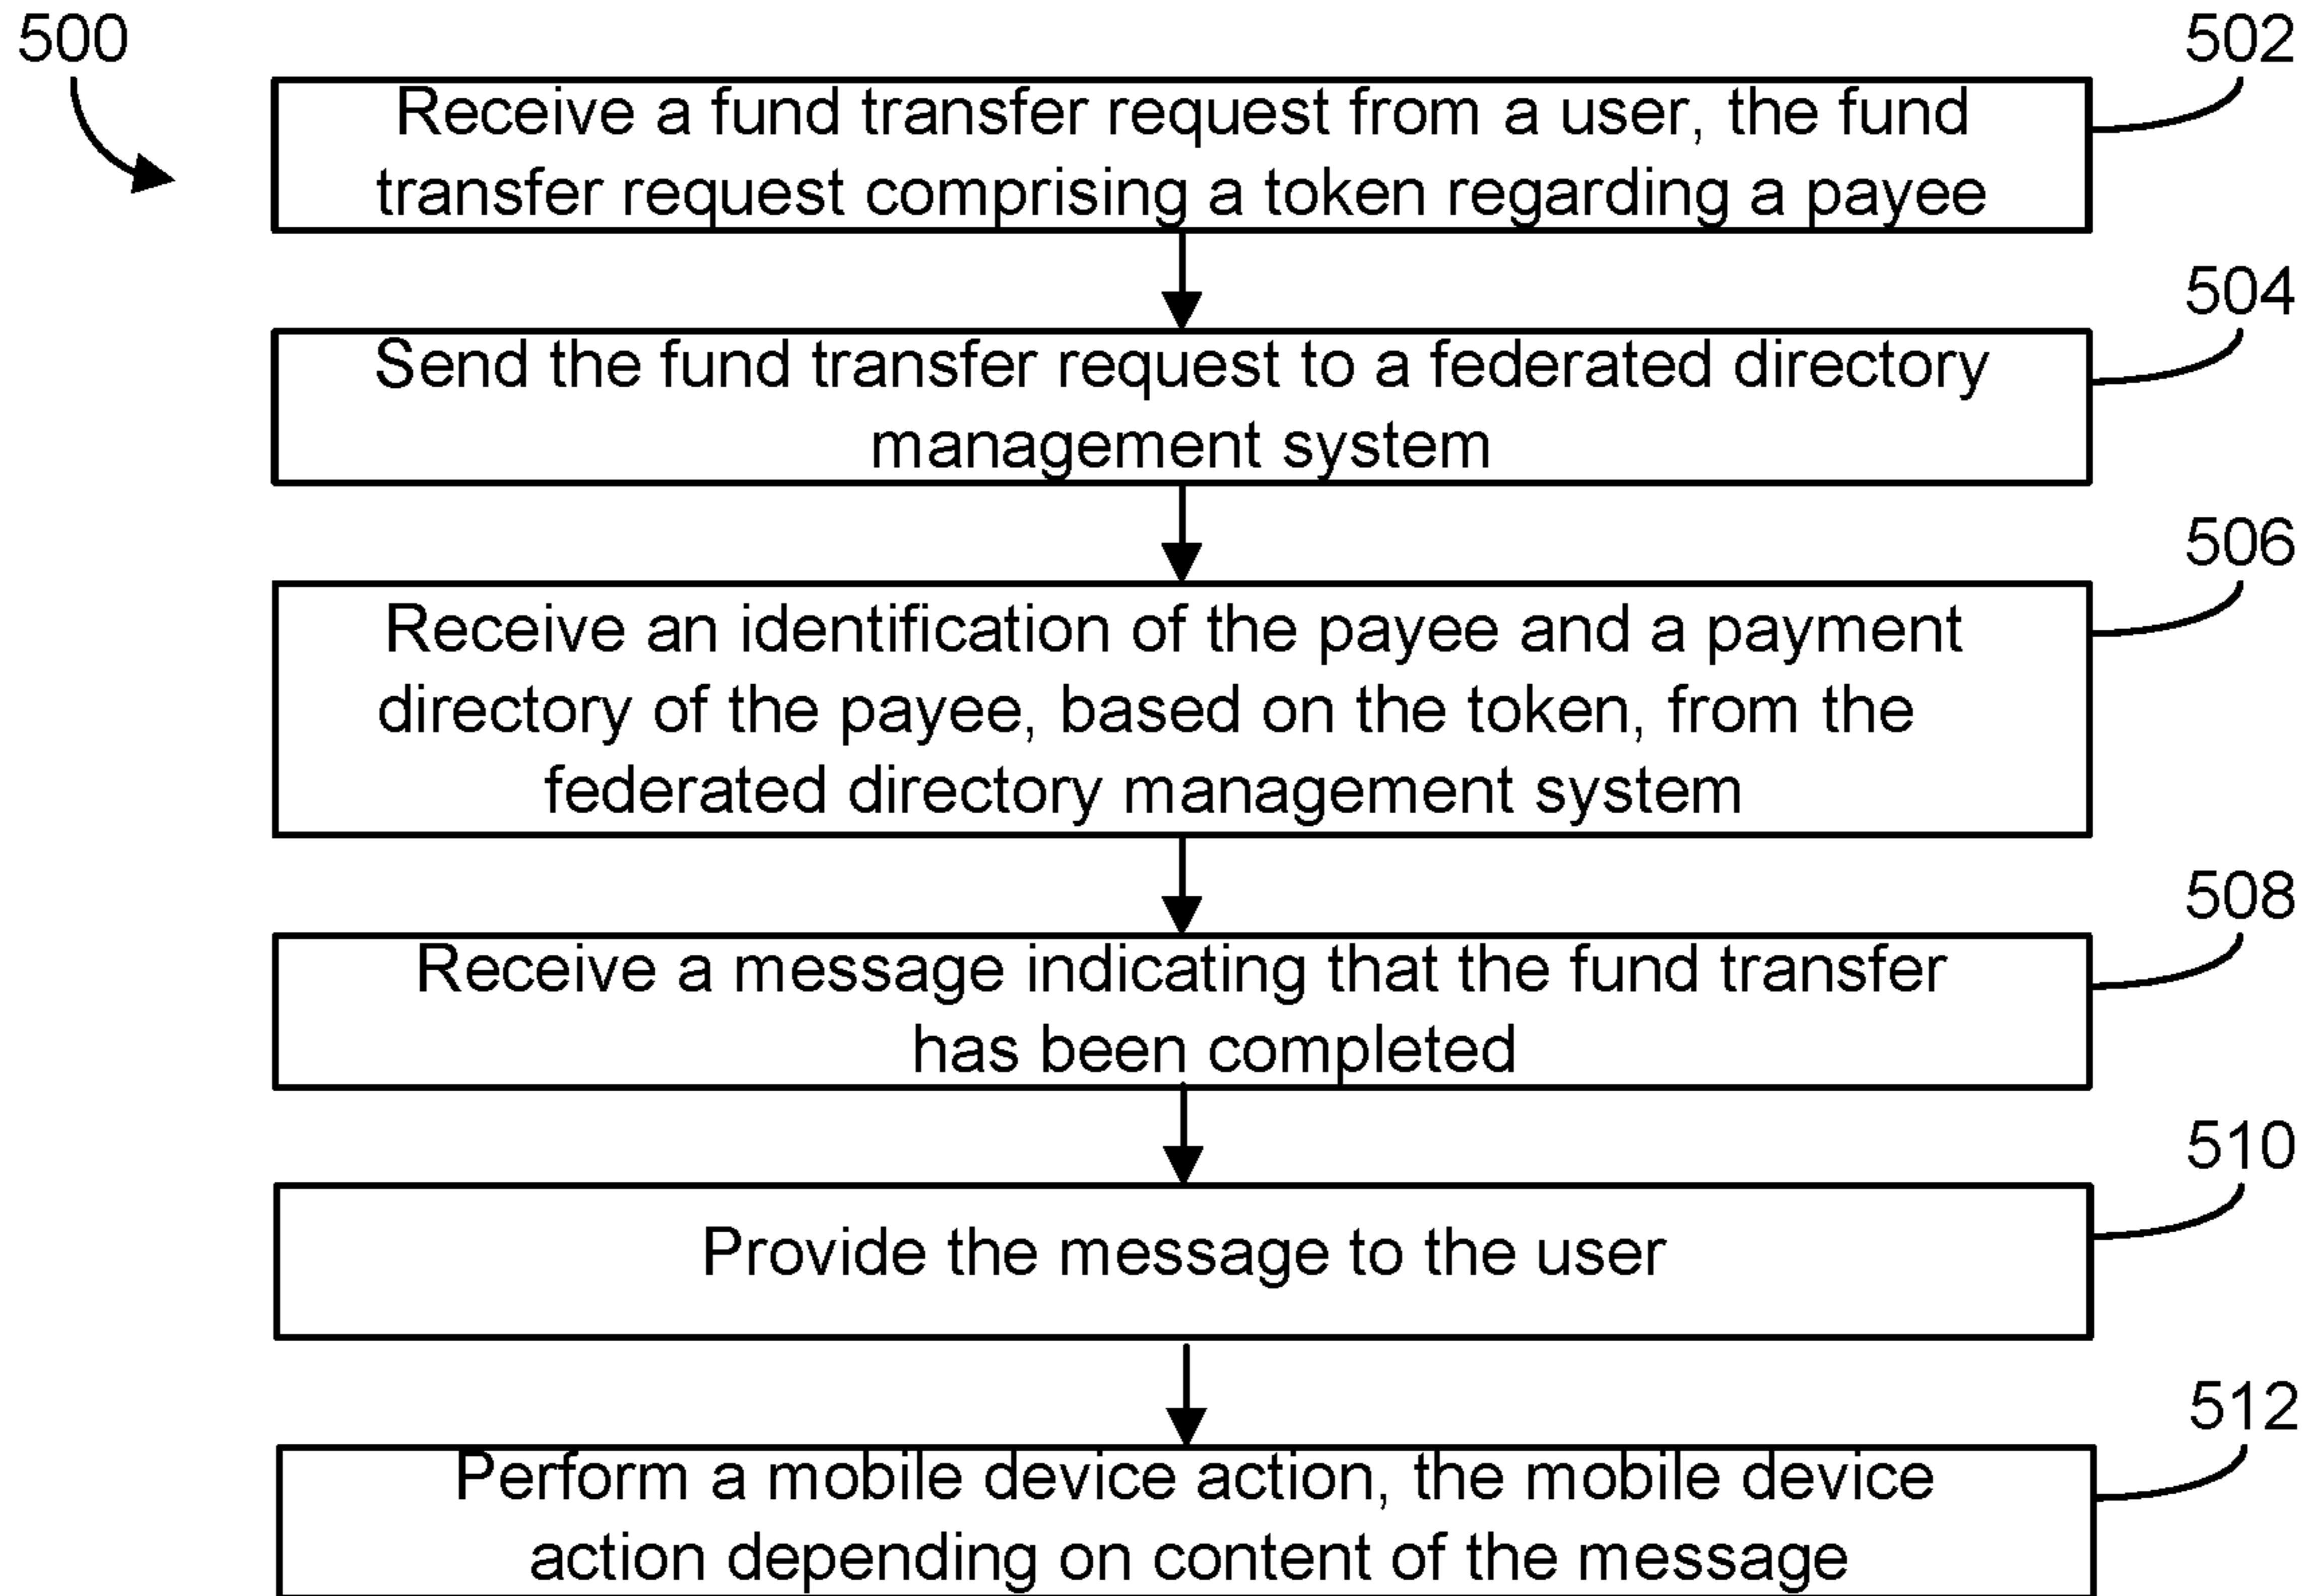 500
502
Receive a fund transfer request from a user, the fund
transfer request comprising a token regarding a payee
504
Send the fund transfer request to a federated directory
management system
506
Receive an identification of the payee and a payment
directory of the payee, based on the token, from the
federated directory management system
508
Receive a message indicating that the fund transfer
has been completed
510
Provide the message to the user
512
Perform a mobile device action, the mobile device
action depending on content of the message